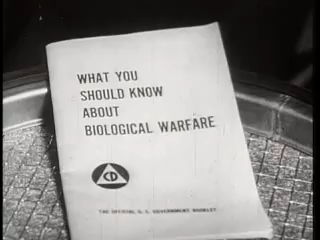 WHAT YOU
SHOULD KNOW
ABOUT
BIOLOGICAL WARFARE
CD
THE OFFICIAL U.S. GOVERNMENT BOOKLET